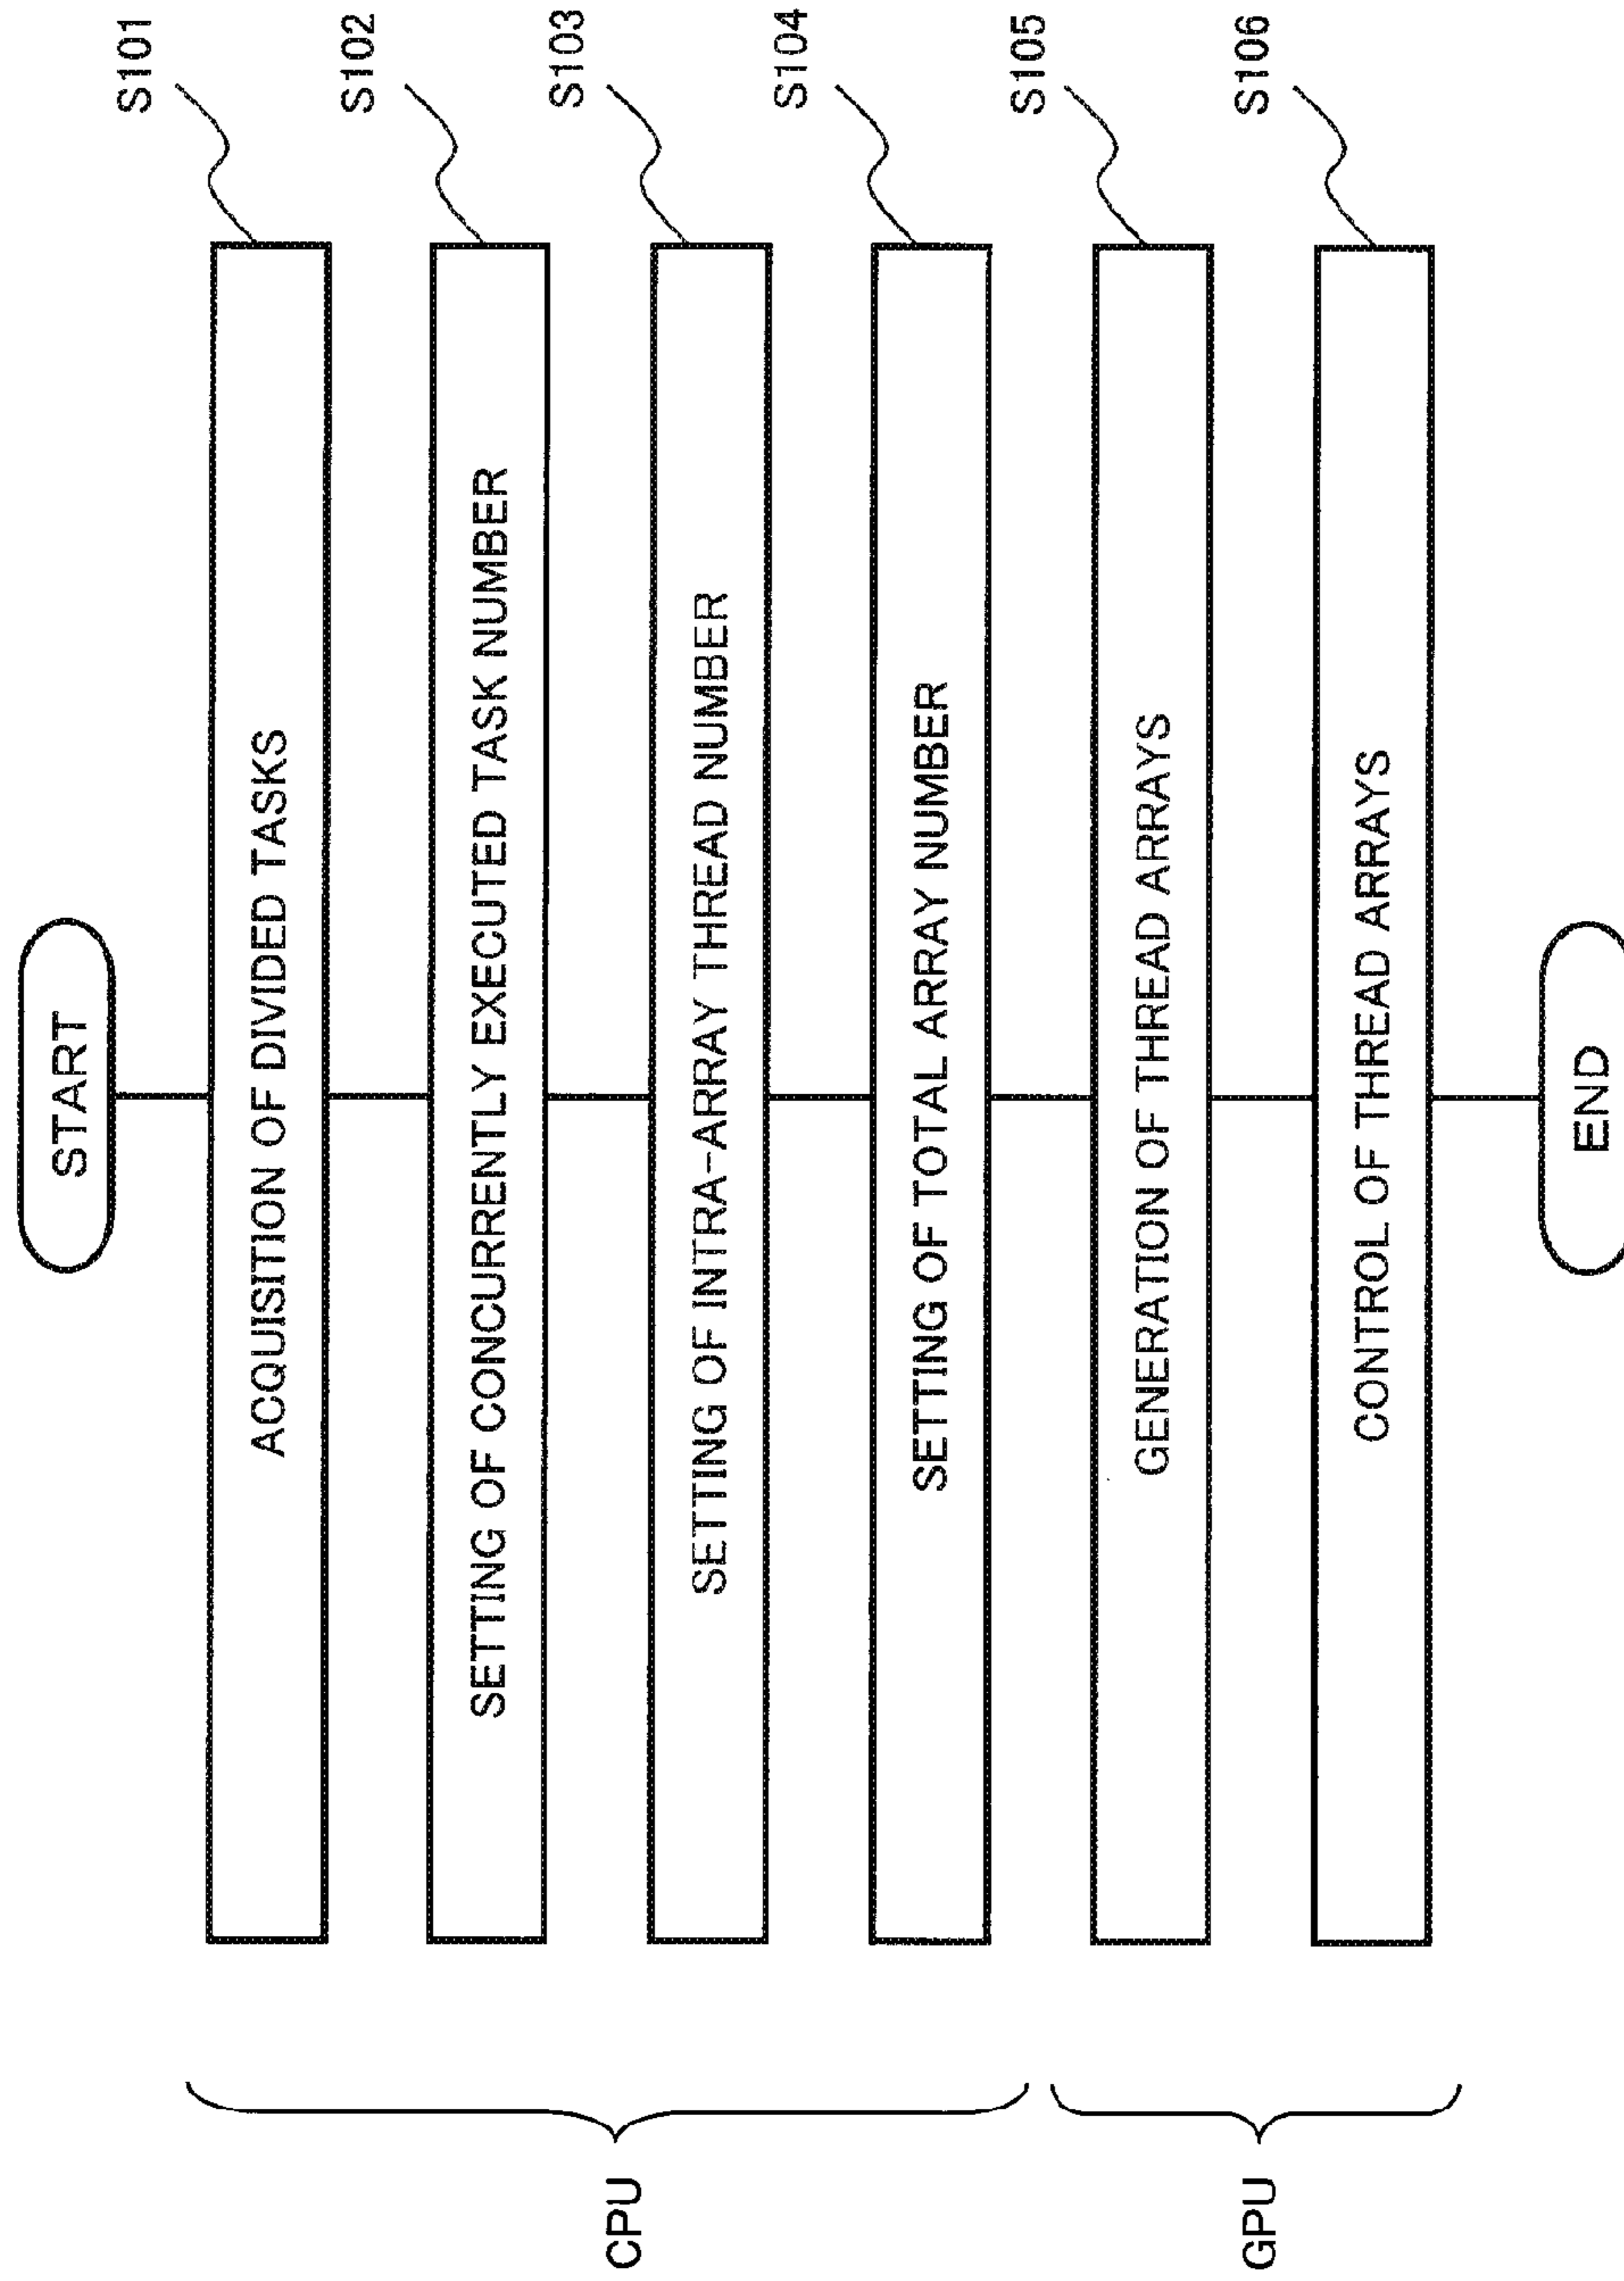 START
ACQUISITION OF DIVIDED TASKS
S101
SETTING OF CONCURRENTLY EXECUTED TASK NUMBER
S102
SETTING OF INTRA-ARRAY THREAD NUMBER
S103
SETTING OF TOTAL ARRAY NUMBER
S104
GENERATION OF THREAD ARRAYS
S105
CONTROL OF THREAD ARRAYS
S106
END
CPU
GPU